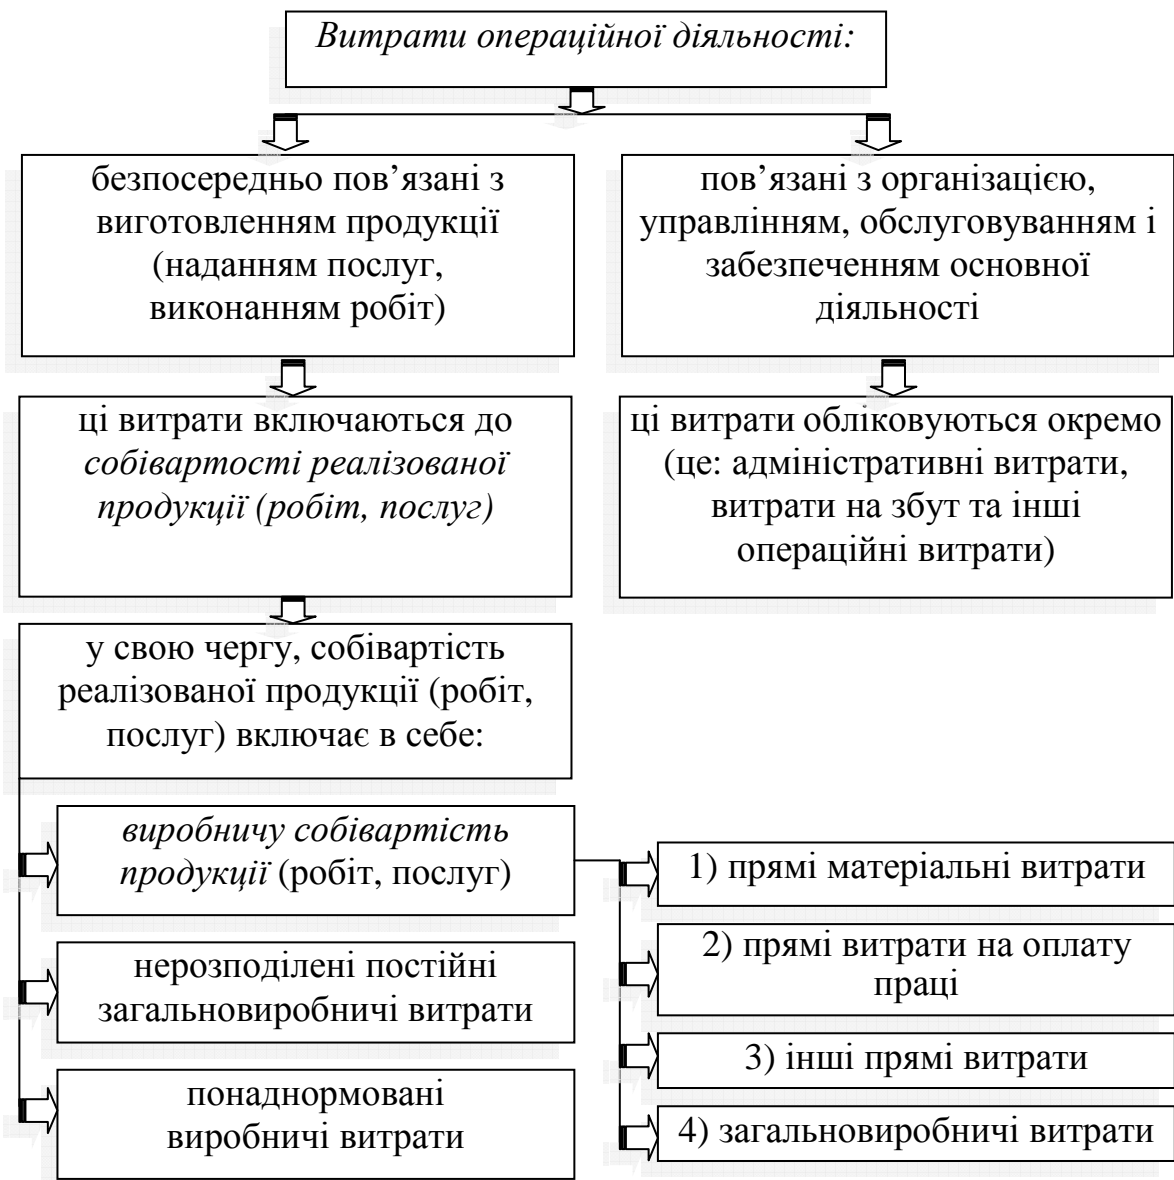 Витрати операційної діяльності:
безпосередньо пов’язані з
виготовленням продукції
(наданням послуг,
виконанням робіт)
пов’язані з організацією,
управлінням, обслуговуванням і
забезпеченням основної
діяльності
ці витрати включаються до
собівартості реалізованої
продукції (робіт, послуг)
ці витрати обліковуються окремо
(це: адміністративні витрати,
витрати на збут та інші
операційні витрати)
у свою чергу, собівартість
реалізованої продукції (робіт,
послуг) включає в себе:
виробничу собівартість
продукції (робіт, послуг)
нерозподілені постійні
загальновиробничі витрати
понаднормовані
виробничі витрати
1) прямі матеріальні витрати
2) прямі витрати на оплату
праці
3) інші прямі витрати
4) загальновиробничі витрати